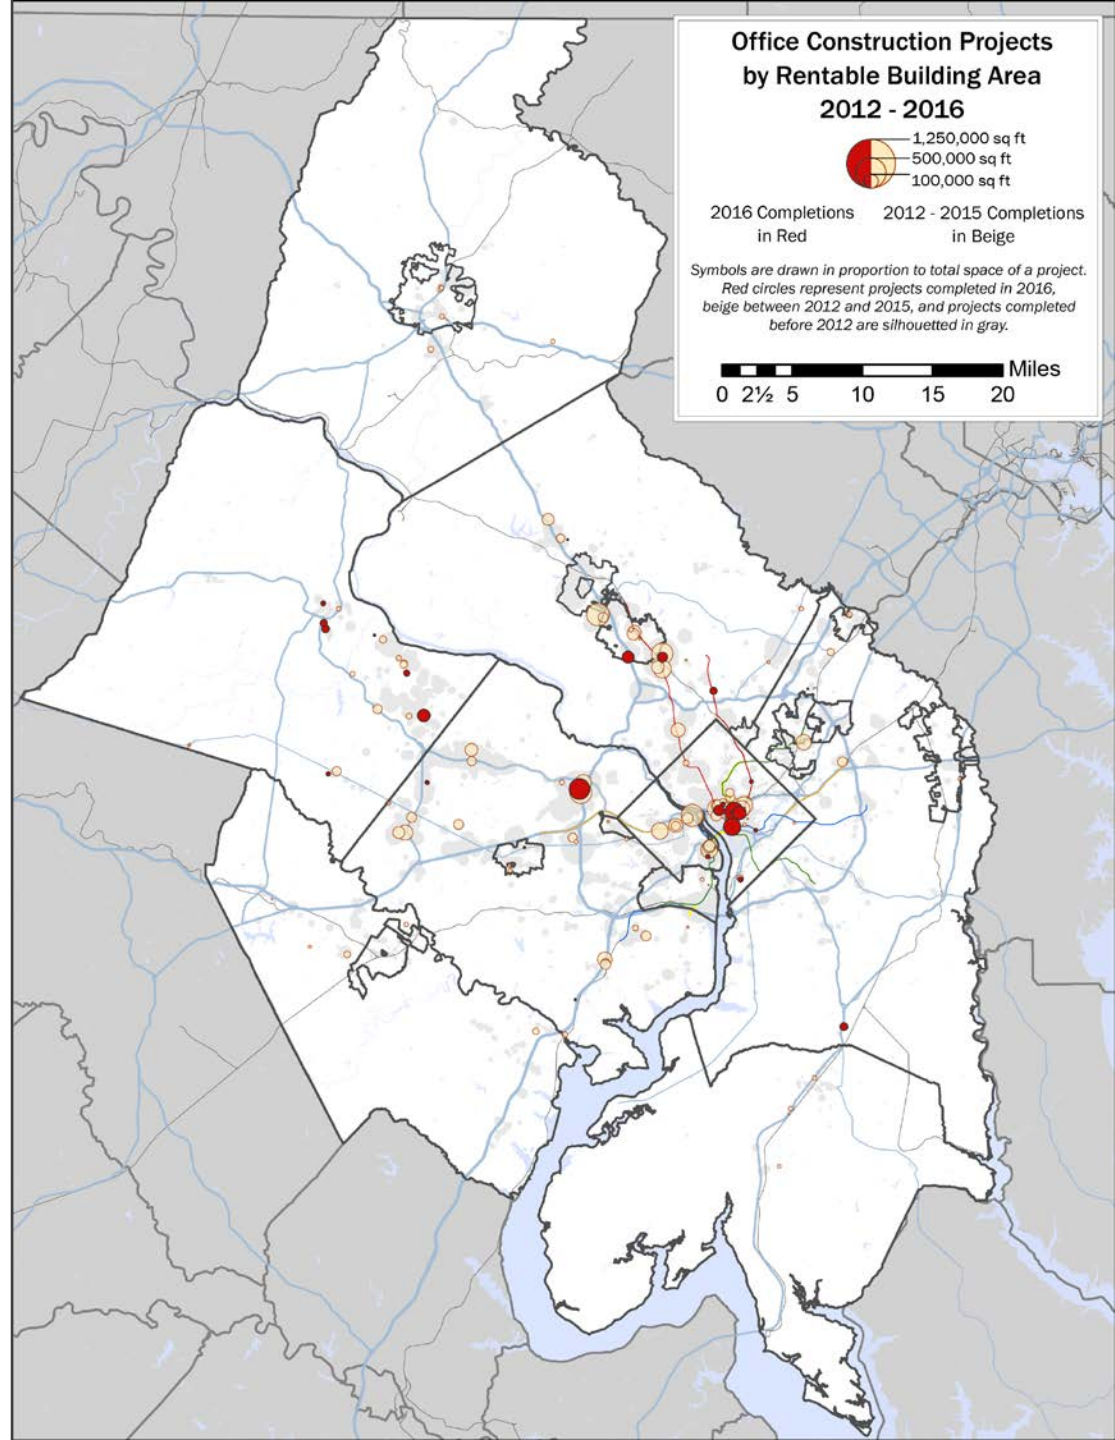 Office Construction Projects
by Rentable Building Area
2012 - 2016
1,250,000 sq ft
500,000 sq ft
100,000 sq ft
2016 Completions
in Red
2012 - 2015 Completions
in Beige
Symbols are drawn in proportion to total space of a project.
Red circles represent projects completed in 2016,
beige between 2012 and 2015, and projects completed
before 2012 are silhouetted in gray.
Miles
0 2½ 5 10 15 20